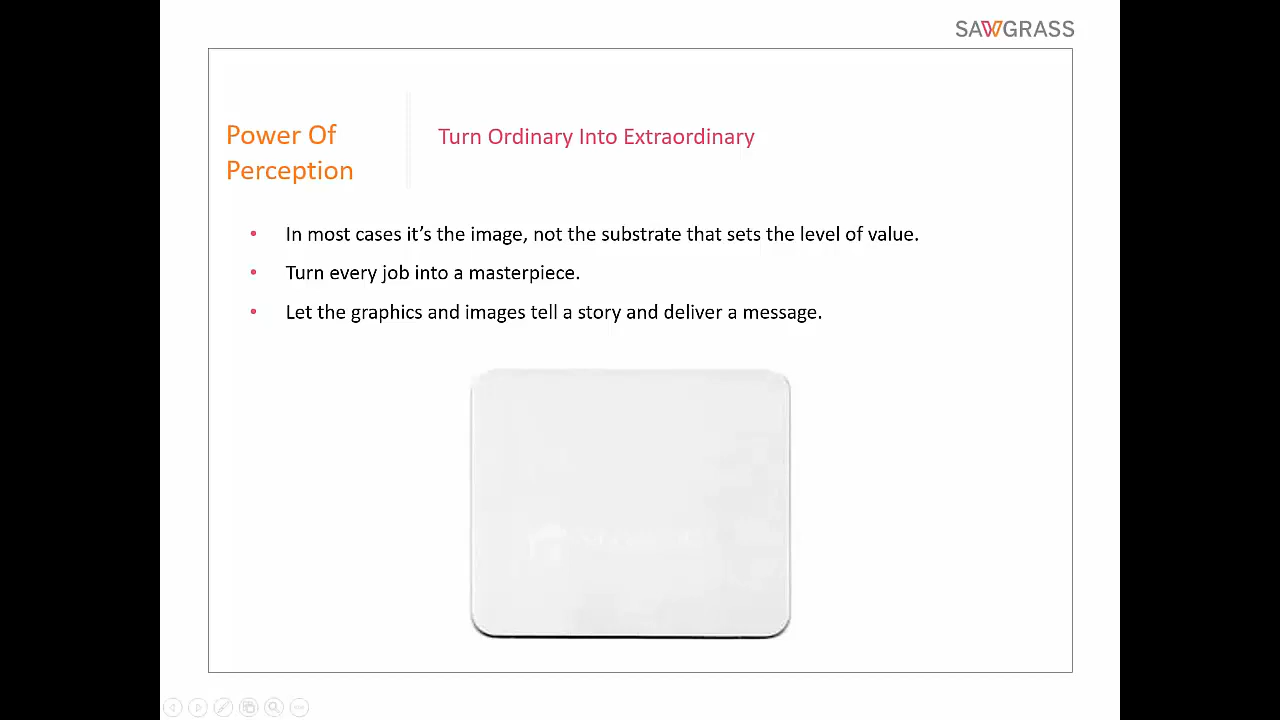 SAWGRASS
Power Of
Perception
Turn Ordinary Into Extraordinary
• In most cases it’s the image, not the substrate that sets the level of value.
• Turn every job into a masterpiece.
• Let the graphics and images tell a story and deliver a message.